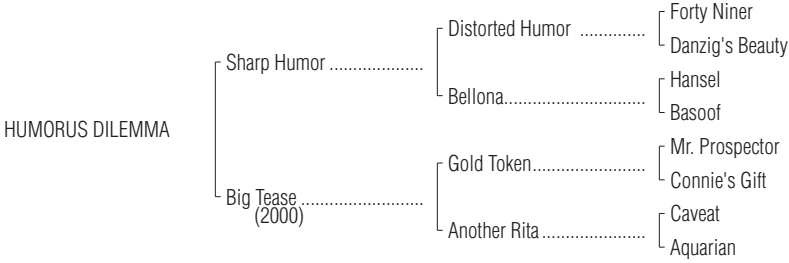 Forty Niner
Distorted Humor ..............
Danzig's Beauty
Sharp Humor ....................
Hansel
Bellona..............................
Basoof
HUMORUS DILEMMA
Mr. Prospector
Gold Token........................
Connie's Gift
Big Tease ..........................
(2000)
Caveat
Another Rita ......................
Aquarian